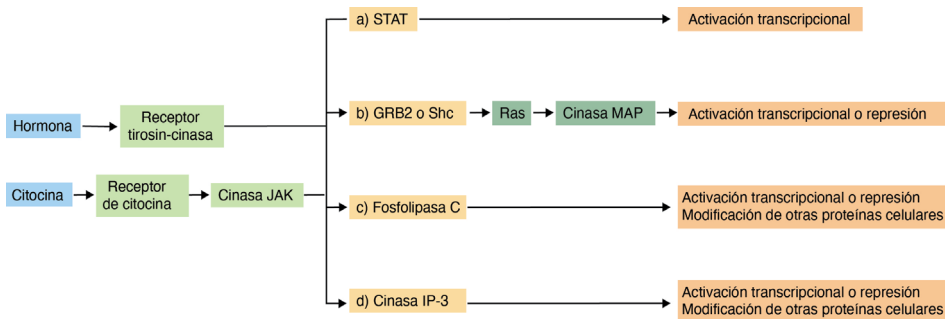 a) STAT
Activación transcripcional
Hormona
Receptor
tirosin-cinasa
b) GRB2 o Shc
Ras
Cinasa MAP
Activación transcripcional o represión
Citocina
Receptor
de citocina
Cinasa JAK
c) Fosfolipasa C
Activación transcripcional o represión
Modificación de otras proteínas celulares
d) Cinasa IP-3
Activación transcripcional o represión
Modificación de otras proteínas celulares